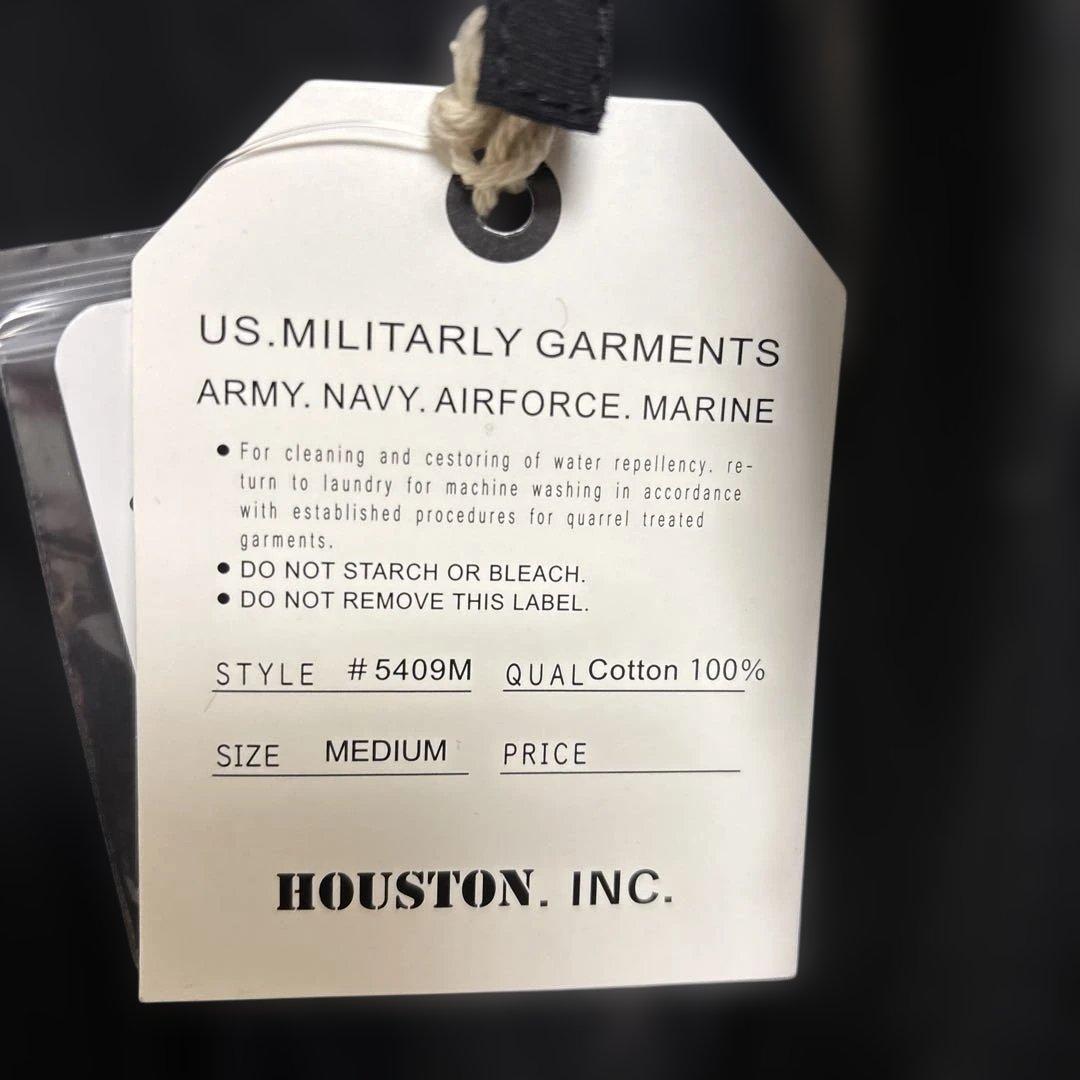 US.MILITARLY GARMENTS
ARMY. NAVY. AIRFORCE. MARINE
● For cleaning and cestoring of water repellency. re-
turn to laundry for machine washing in accordance
with established procedures for quarrel treated
garments.
● DO NOT STARCH OR BLEACH.
● DO NOT REMOVE THIS LABEL.
STYLE #5409M QUAL Cotton 100%
SIZE MEDIUM PRICE
HOUSTON. INC.